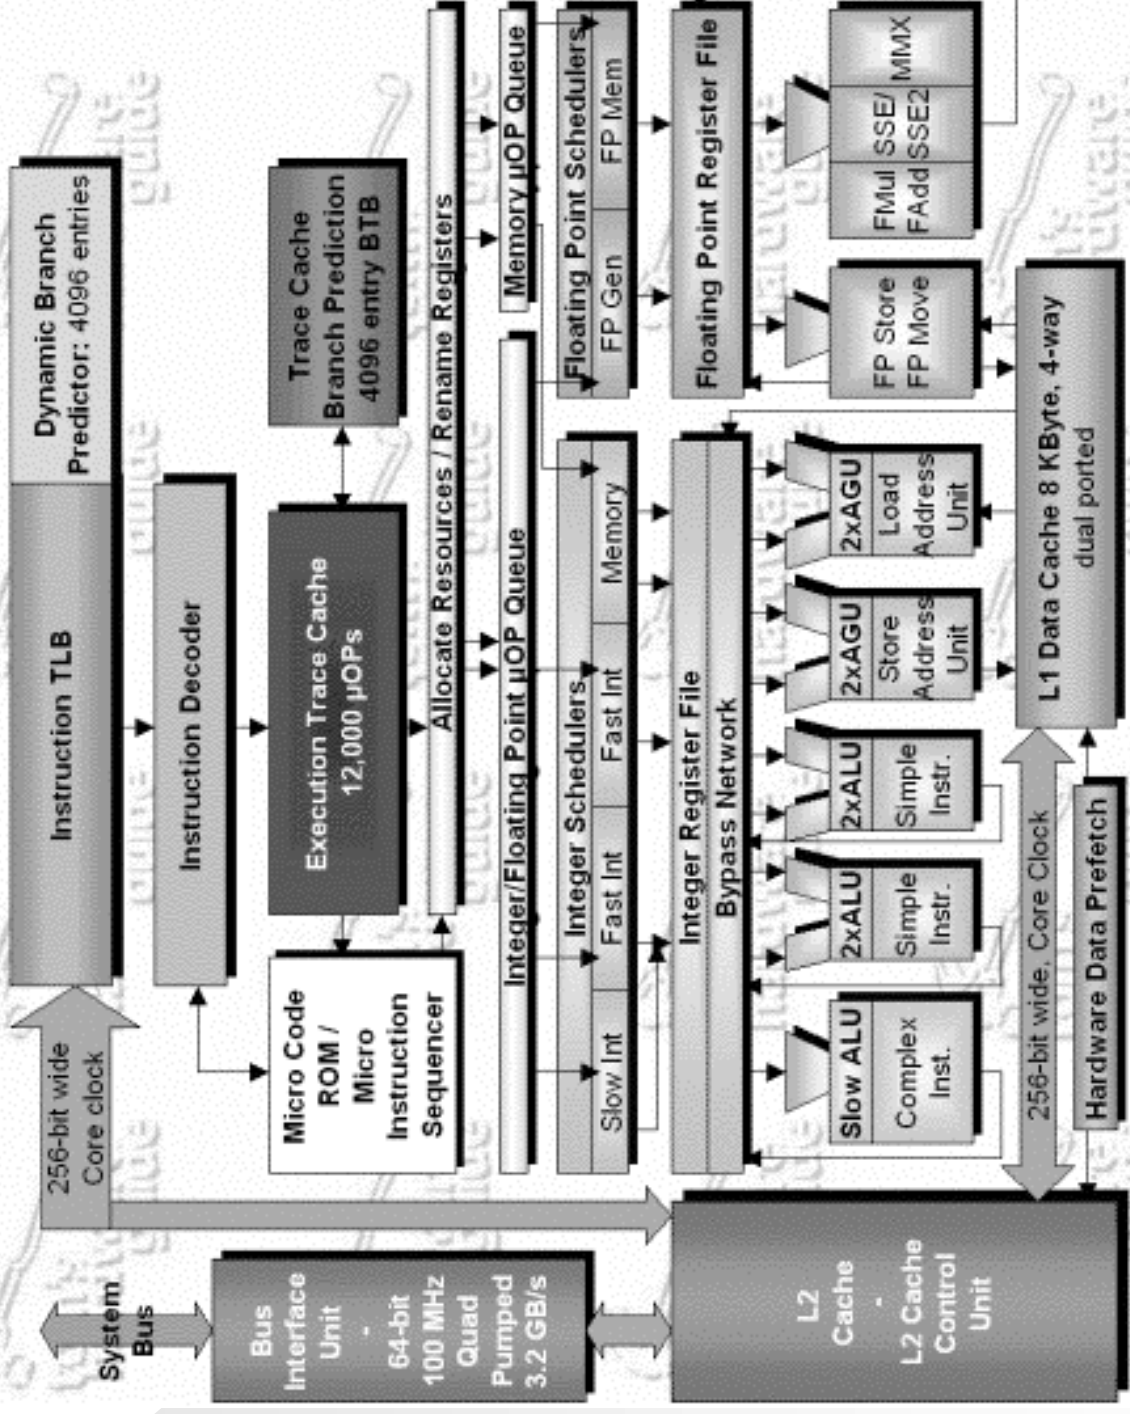 System
Bus
Bus
Interface
Unit
-
64-bit
100 MHz
Quad
Pumped
3.2 GB/s
L2
Cache
-
L2 Cache
Control
Unit
256-bit wide
Core clock
Instruction TLB
Dynamic Branch
Predictor: 4096 entries
Instruction Decoder
Micro Code
ROM /
Micro
Instruction
Sequencer
Execution Trace Cache
12,000 µOPs
Trace Cache
Branch Prediction
4096 entry BTB
Allocate Resources / Rename Registers
Integer/Floating Point µOP Queue
Memory µOP Queue
Integer Schedulers
Slow Int
Fast Int
Fast Int
Memory
Floating Point Schedulers
FP Gen
FP Mem
Integer Register File
Bypass Network
Floating Point Register File
Slow ALU
Complex
Inst.
2xALU
Simple
Instr.
2xALU
Simple
Instr.
2xAGU
Store
Address
Unit
2xAGU
Load
Address
Unit
FP Store
FP Move
FMul
FAdd
SSE/
SSE2
MMX
256-bit wide, Core Clock
Hardware Data Prefetch
L1 Data Cache 8 KByte, 4-way
dual ported